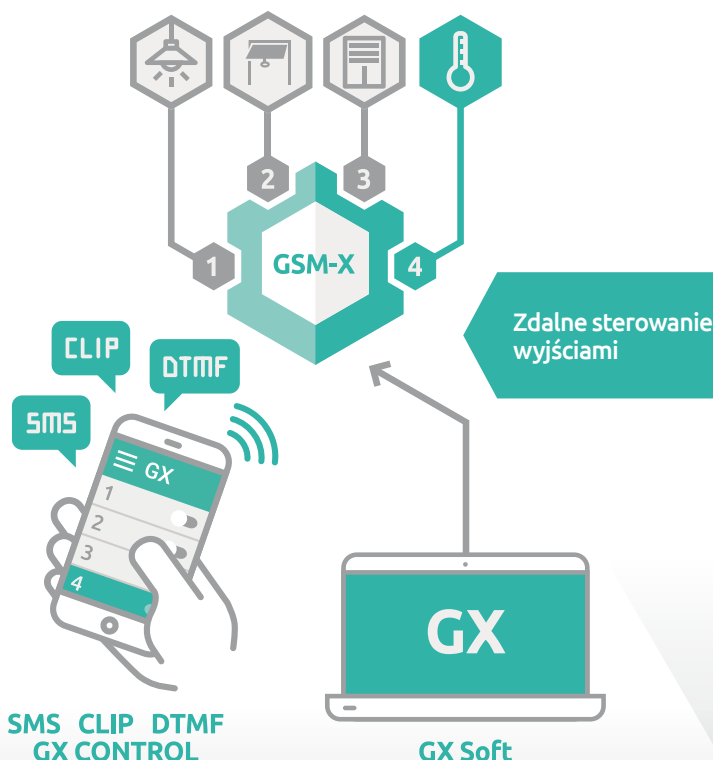 2
3
1
GSM-X
4
Zdalne sterowanie
wyjściami
CLIP
DTMF
SMS
GX
1
2
3
4
GX
SMS CLIP DTMF
GX CONTROL
GX Soft